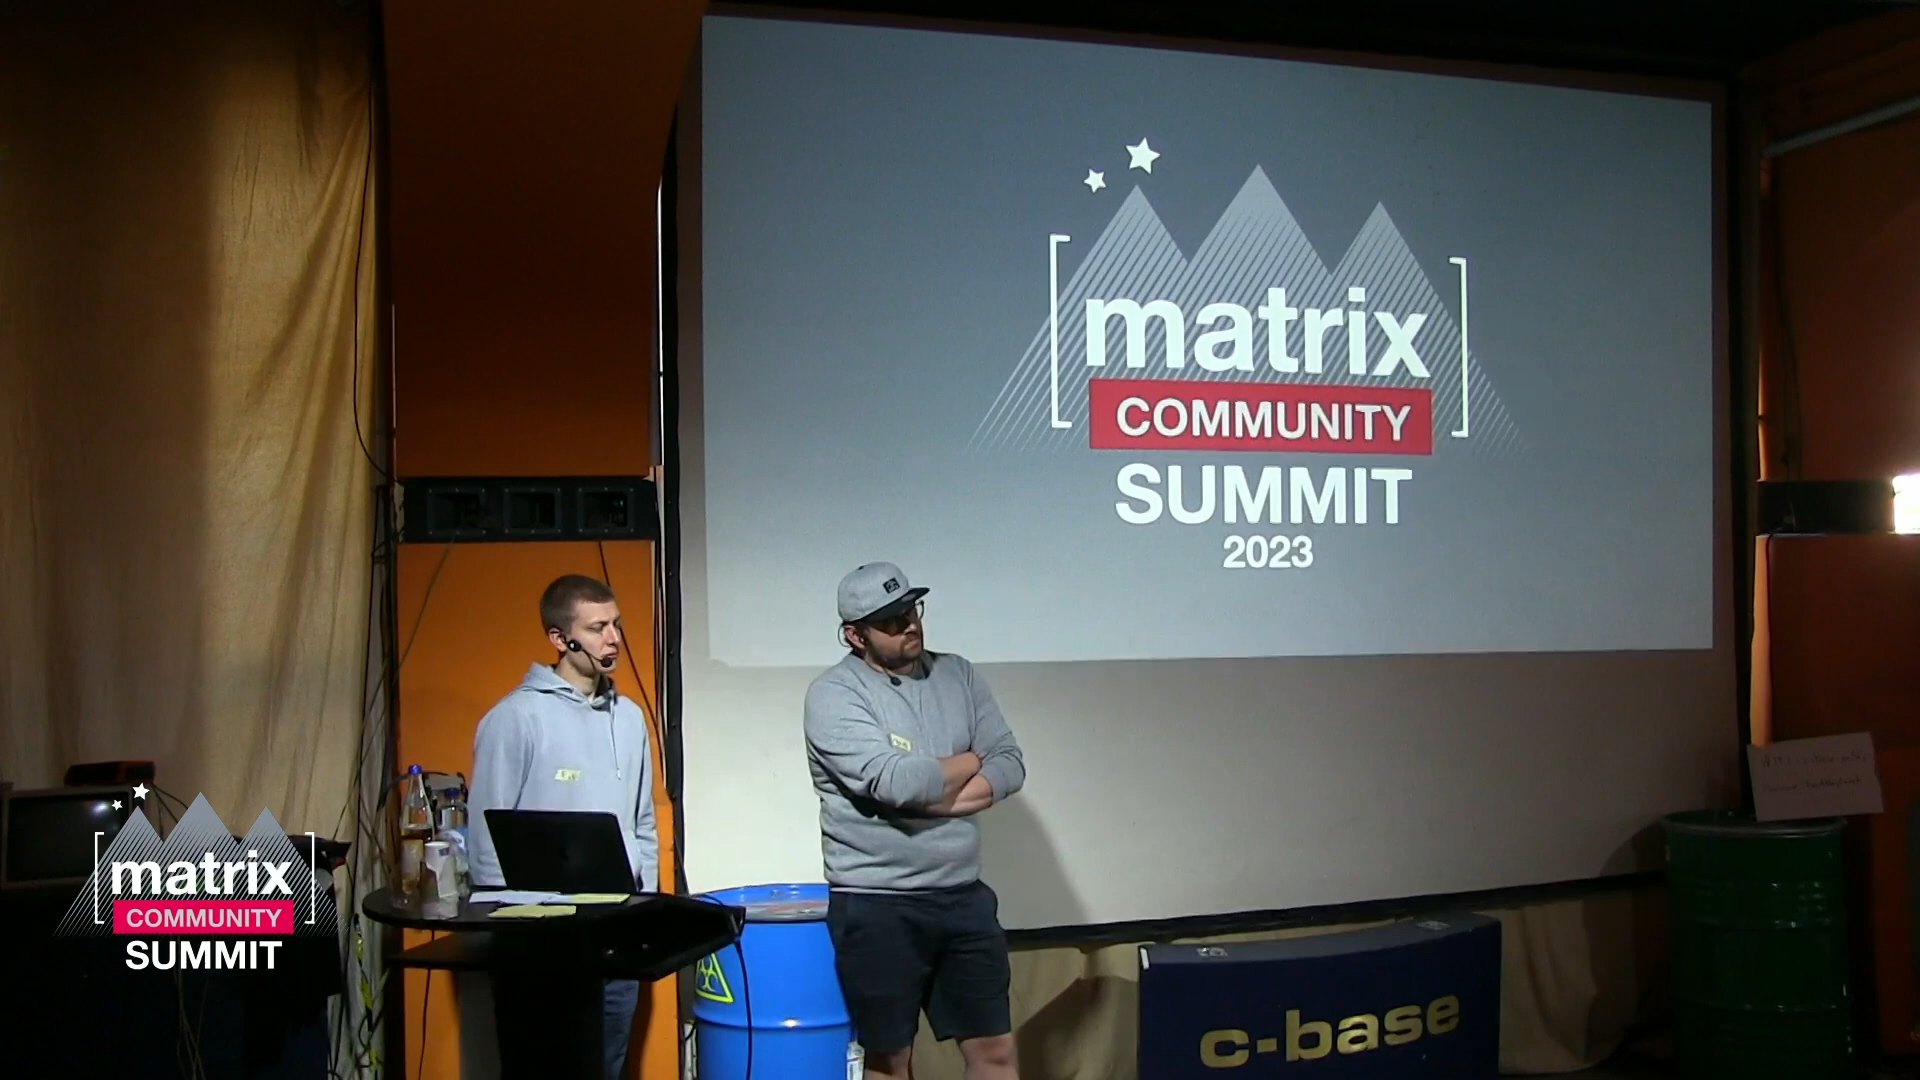 matrix
COMMUNITY
SUMMIT
2023
matrix
COMMUNITY
SUMMIT
c-base